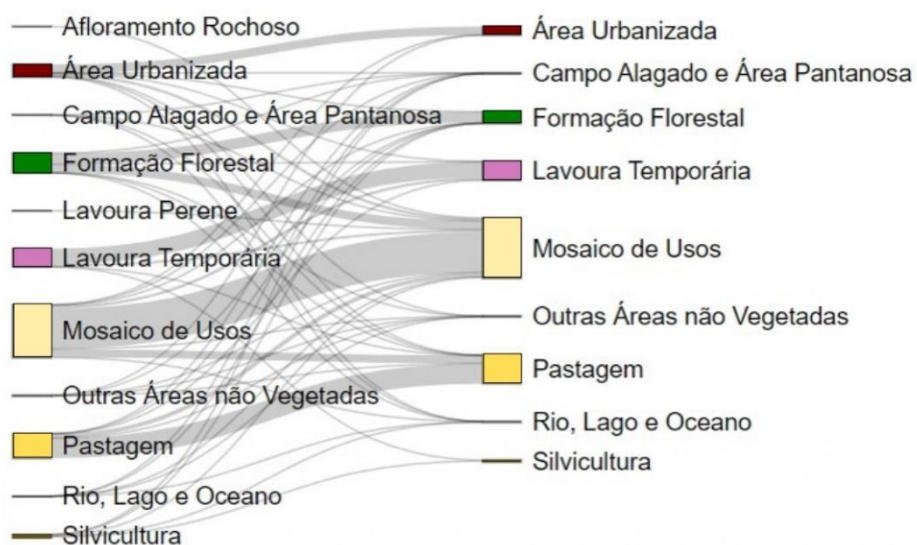 Afloramento Rochoso
Área Urbanizada
Campo Alagado e Área Pantanosa
Formação Florestal
Lavoura Perene
Lavoura Temporária
Mosaico de Usos
Outras Áreas não Vegetadas
Pastagem
Rio, Lago e Oceano
Silvicultura
Área Urbanizada
Campo Alagado e Área Pantanosa
Formação Florestal
Lavoura Temporária
Mosaico de Usos
Outras Áreas não Vegetadas
Pastagem
Rio, Lago e Oceano
Silvicultura